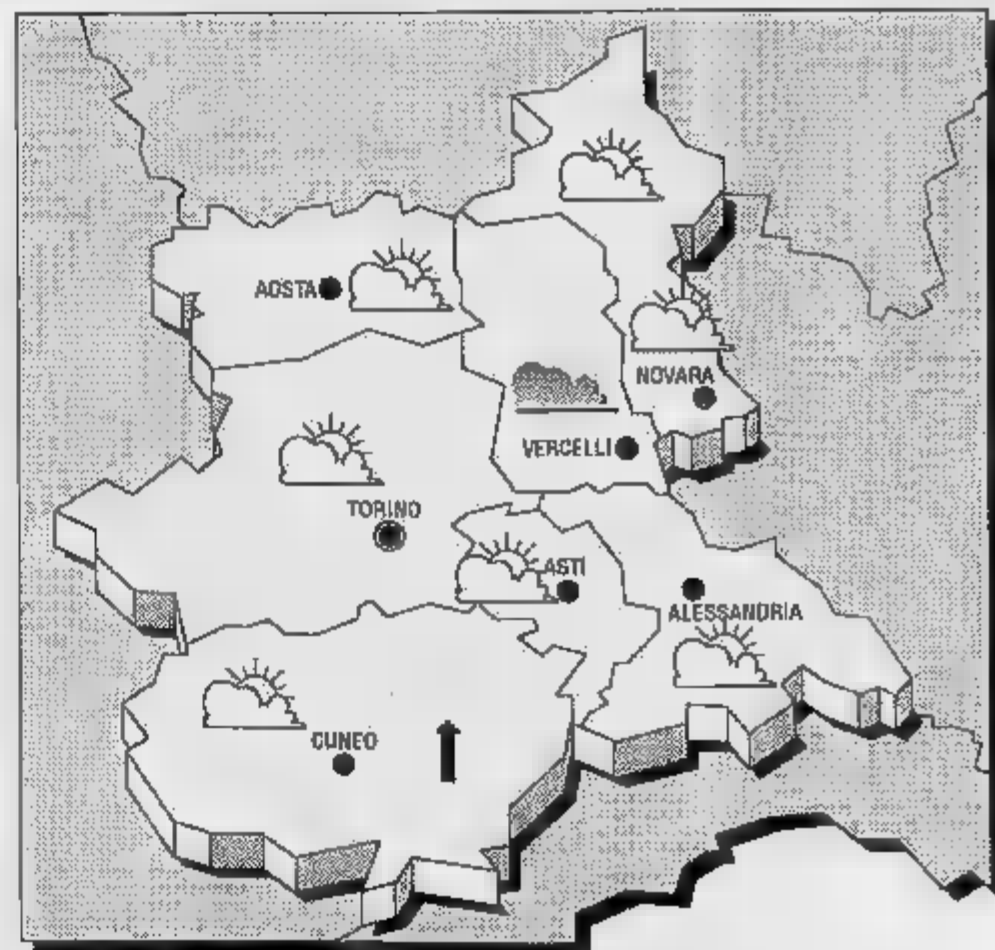 AOSTA
NOVARA
VERCELLI
TORINO
ASTI
ALESSANDRIA
CUNEO